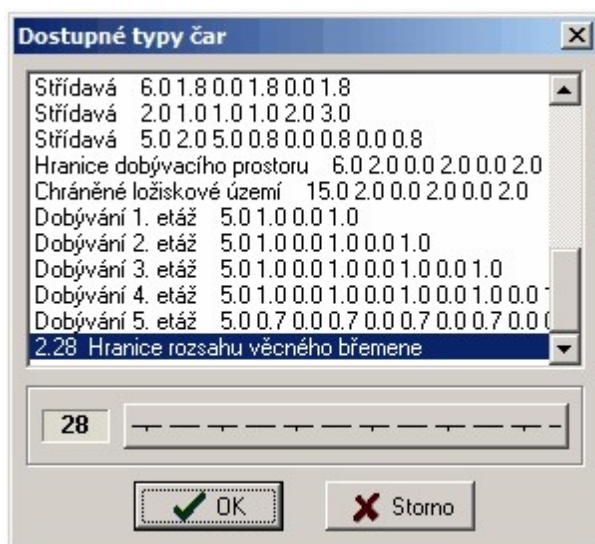 Dostupné typy čar
Střídavá 6.0 1.8 0.0 1.8 0.0 1.8
Střídavá 2.0 1.0 1.0 1.0 2.0 3.0
Střídavá 5.0 2.0 5.0 0.8 0.0 0.8 0.0 0.8
Hranice dobývacího prostoru 6.0 2.0 0.0 2.0 0.0 2.0
Chráněné ložiskové území 15.0 2.0 0.0 2.0 0.0 2.0
Dobývání 1. etáž 5.0 1.0 0.0 1.0
Dobývání 2. etáž 5.0 1.0 0.0 1.0 0.0 1.0
Dobývání 3. etáž 5.0 1.0 0.0 1.0 0.0 1.0 0.0 1.0
Dobývání 4. etáž 5.0 1.0 0.0 1.0 0.0 1.0 0.0 1.0 0.0
Dobývání 5. etáž 5.0 0.7 0.0 0.7 0.0 0.7 0.0 0.7 0.0
2.28 Hranice rozsahu věcného břemene
28
OK
Storno